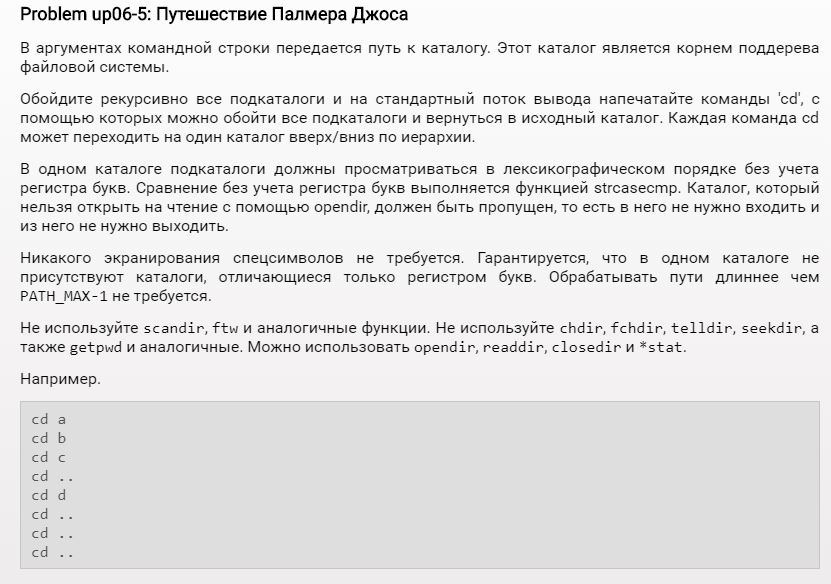 Problem up06-5: Путешествие Палмера Джоса
В аргументах командной строки передается путь к каталогу. Этот каталог является корнем поддерева
файловой системы.
Обойдите рекурсивно все подкаталоги и на стандартный поток вывода напечатайте команды 'cd', с
помощью которых можно обойти все подкаталоги и вернуться в исходный каталог. Каждая команда cd
может переходить на один каталог вверх/вниз по иерархии.
В одном каталоге подкаталоги должны просматриваться в лексикографическом порядке без учета
регистра букв. Сравнение без учета регистра букв выполняется функцией strcasecmp. Каталог, который
нельзя открыть на чтение с помощью opendir, должен быть пропущен, то есть в него не нужно входить и
из него не нужно выходить.
Никакого экранирования спецсимволов не требуется. Гарантируется, что в одном каталоге не
присутствуют каталоги, отличающиеся только регистром букв. Обрабатывать пути длиннее чем
PATH_MAX-1 не требуется.
Не используйте scandir, ftw и аналогичные функции. Не используйте chdir, fchdir, telldir, seekdir, а
также getpwd и аналогичные. Можно использовать opendir, readdir, closedir и *stat.
Например.
cd a
cd b
cd c
cd ..
cd d
cd ..
cd ..
cd ..